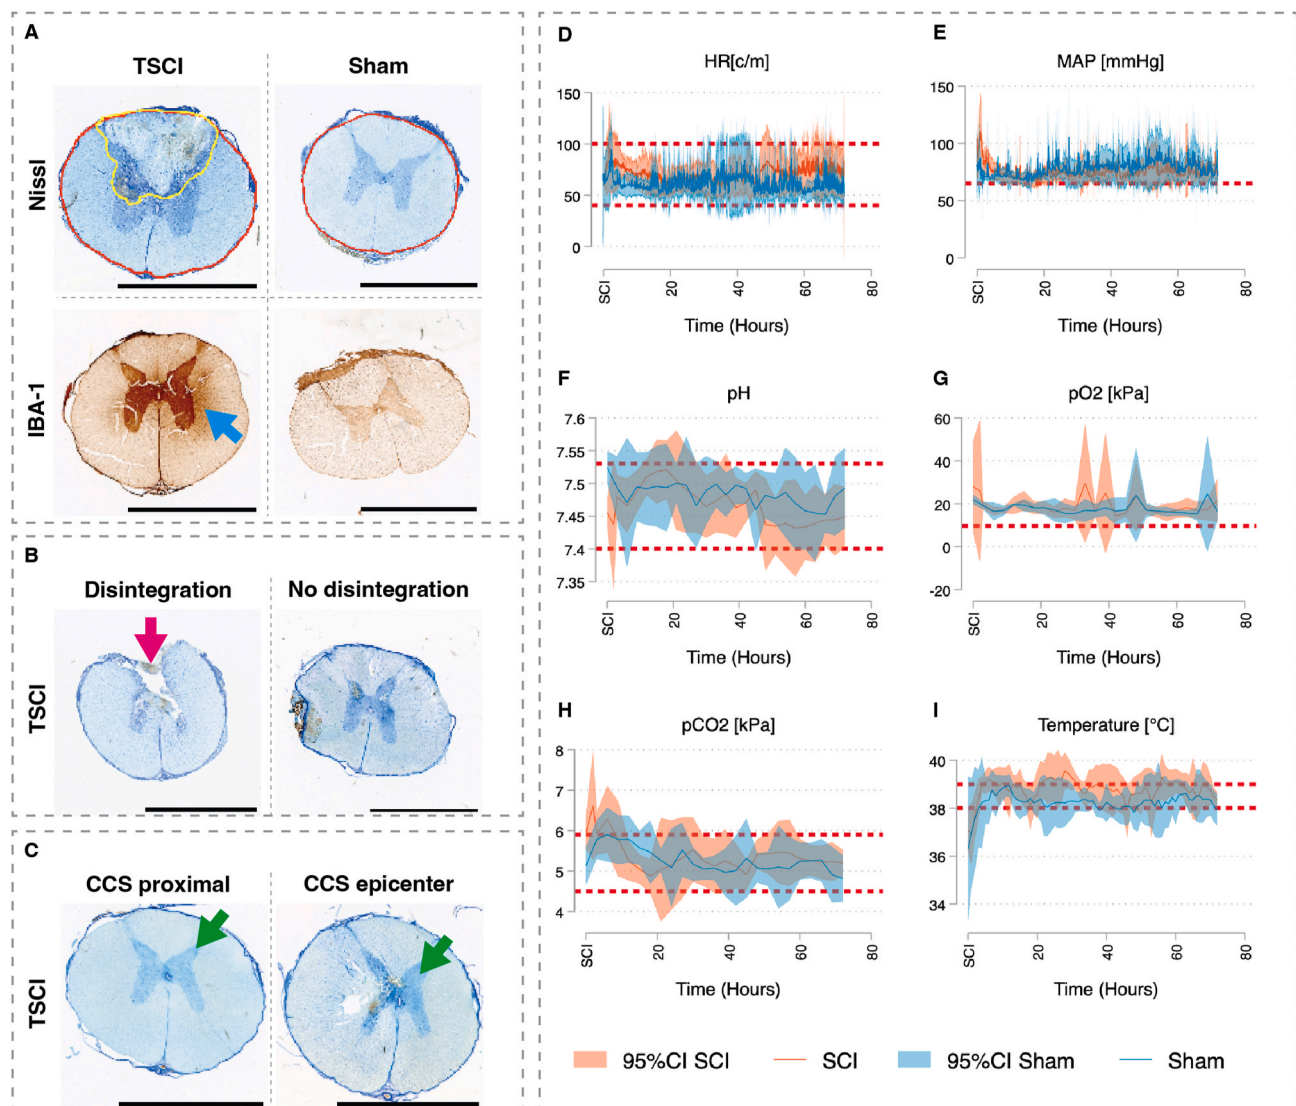 A
TSCI
Sham
Nissl
IBA-1
B
Disintegration
No disintegration
TSCI
C
CCS proximal
CCS epicenter
TSCI
D
HR[c/m]
150
100
50
0
SCI
20
40
60
80
Time (Hours)
E
MAP [mmHg]
150
100
50
0
SCI
20
40
60
80
Time (Hours)
F
pH
7.6
7.55
7.5
7.45
7.4
7.35
SCI
20
40
60
80
Time (Hours)
G
pO2 [kPa]
60
40
20
0
-20
SCI
20
40
60
80
Time (Hours)
H
pCO2 [kPa]
8
7
6
5
4
SCI
20
40
60
80
Time (Hours)
I
Temperature [°C]
40
38
36
34
SCI
20
40
60
80
Time (Hours)
95%CI SCI
SCI
95%CI Sham
Sham